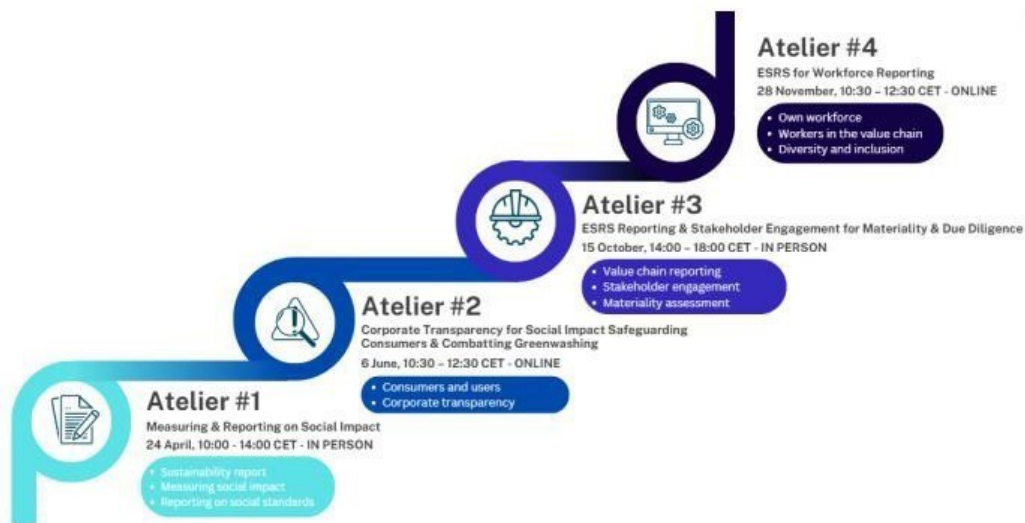 Atelier #4
ESRS for Workforce Reporting
28 November, 10:30 – 12:30 CET - ONLINE
• Own workforce
• Workers in the value chain
• Diversity and inclusion
Atelier #3
ESRS Reporting & Stakeholder Engagement for Materiality & Due Diligence
15 October, 14:00 – 18:00 CET - IN PERSON
• Value chain reporting
• Stakeholder engagement
• Materiality assessment
Atelier #2
Corporate Transparency for Social Impact Safeguarding
Consumers & Combatting Greenwashing
6 June, 10:30 – 12:30 CET - ONLINE
• Consumers and users
• Corporate transparency
Atelier #1
Measuring & Reporting on Social Impact
24 April, 10:00 - 14:00 CET - IN PERSON
• Sustainability report
• Measuring social impact
• Reporting on social standards